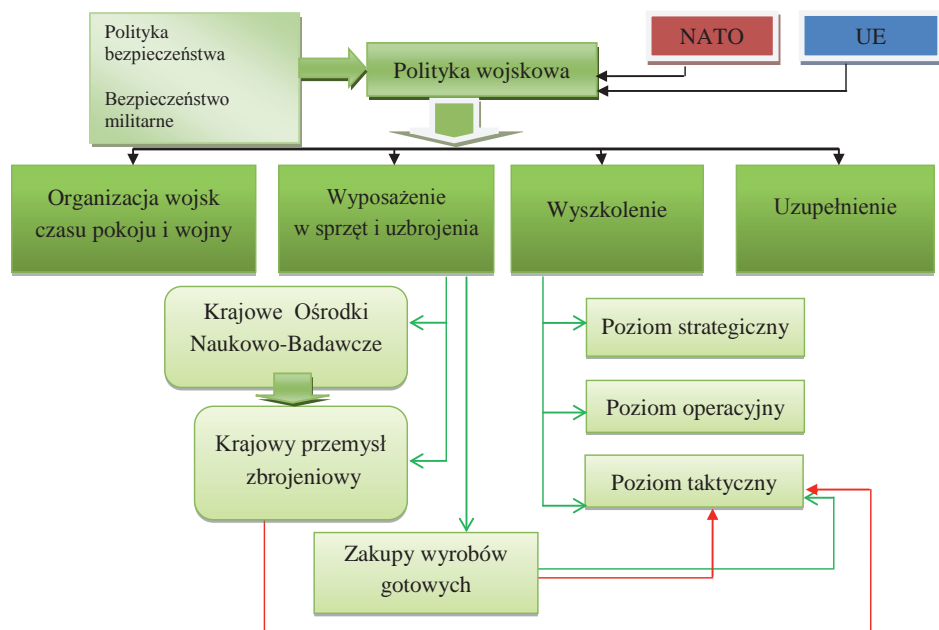 Polityka
bezpieczeństwa
Bezpieczeństwo
militarne
Polityka wojskowa
NATO
UE
Organizacja wojsk
czasu pokoju i wojny
Wyposażenie
w sprzęt i uzbrojenia
Wyszkolenie
Uzupełnienie
Krajowe Ośrodki
Naukowo-Badawcze
Poziom strategiczny
Poziom operacyjny
Krajowy przemysł
zbrojeniowy
Poziom taktyczny
Zakupy wyrobów
gotowych